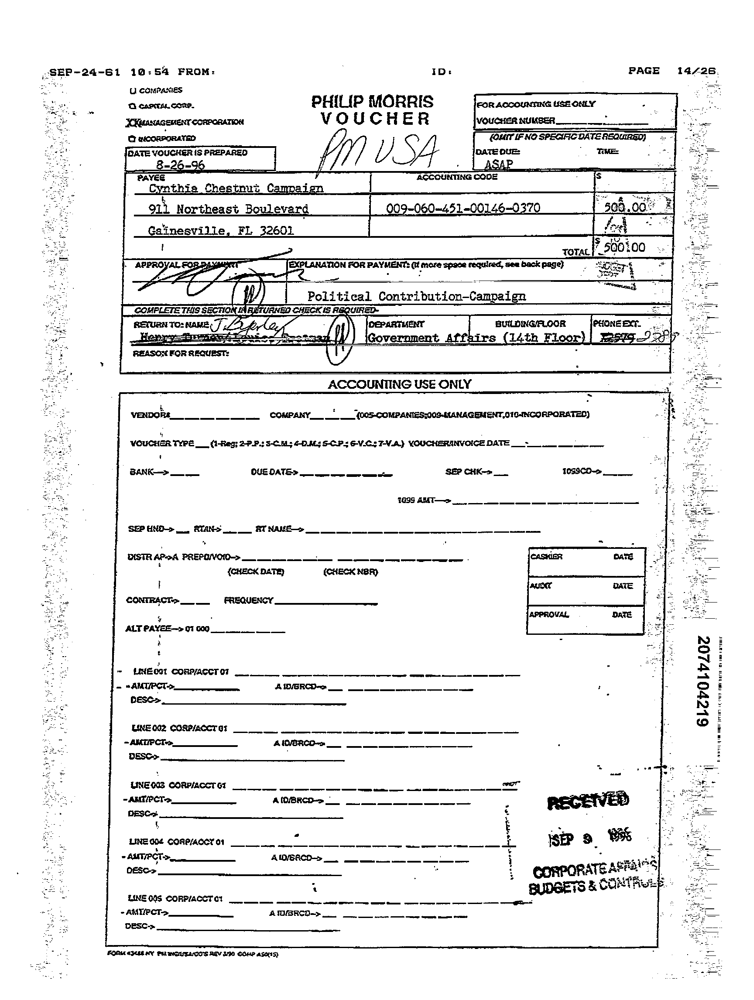 SEP-24-61 10:54 FROM: ID: PAGE 14/26
COMPANIES
CAPITAL CORP.
XX MANAGEMENT CORPORATION
INCORPORATED
PHILIP MORRIS
VOUCHER
PM USA
FOR ACCOUNTING USE ONLY
VOUCHER NUMBER
(OMIT IF NO SPECIFIC DATE REQUIRED)
DATE VOUCHER IS PREPARED
8-26-96
DATE DUE: TIME:
ASAP
PAYEE ACCOUNTING CODE $
Cynthia Chestnut Campaign
911 Northeast Boulevard 009-060-451-00146-0370 500.00
Gainesville, FL 32601
TOTAL $ 500.00
APPROVAL FOR PAYMENT EXPLANATION FOR PAYMENT: (If more space required, see back page)
Political Contribution-Campaign
COMPLETE THIS SECTION IF RETURNED CHECK IS REQUIRED-
RETURN TO: NAME DEPARTMENT BUILDING/FLOOR PHONE EXT.
Henry Government Affairs (14th Floor)
REASON FOR REQUEST:
ACCOUNTING USE ONLY
VENDOR# COMPANY (005-COMPANIES;009-MANAGEMENT,010-INCORPORATED)
VOUCHER TYPE (1-Reg; 2-P.P.; 3-C.M.; 4-D.M.; 5-C.P.; 6-V.C.; 7-V.A.) VOUCHER/INVOICE DATE
BANK--> DUE DATE> SEP CHK--> 1099CD->
1099 AMT-->
SEP HND-> RTAN-> RT NAME->
DISTR AP->A PREPD/VOID-->
(CHECK DATE) (CHECK NBR)
CASHIER DATE
AUDIT DATE
APPROVAL DATE
CONTRACT-> FREQUENCY
ALT PAYEE--> 01 000
LINE 001 CORP/ACCT 01
-AMT/PCT-> A ID/BRCD-->
DESC->
LINE 002 CORP/ACCT 01
-AMT/PCT-> A ID/BRCD-->
DESC->
LINE 003 CORP/ACCT 01
-AMT/PCT-> A ID/BRCD-->
DESC->
LINE 004 CORP/ACCT 01
-AMT/PCT-> A ID/BRCD-->
DESC->
LINE 005 CORP/ACCT 01
-AMT/PCT-> A ID/BRCD-->
DESC->
RECEIVED
SEP 9 1996
CORPORATE AFFAIRS
BUDGETS & CONTROLS
2074104219